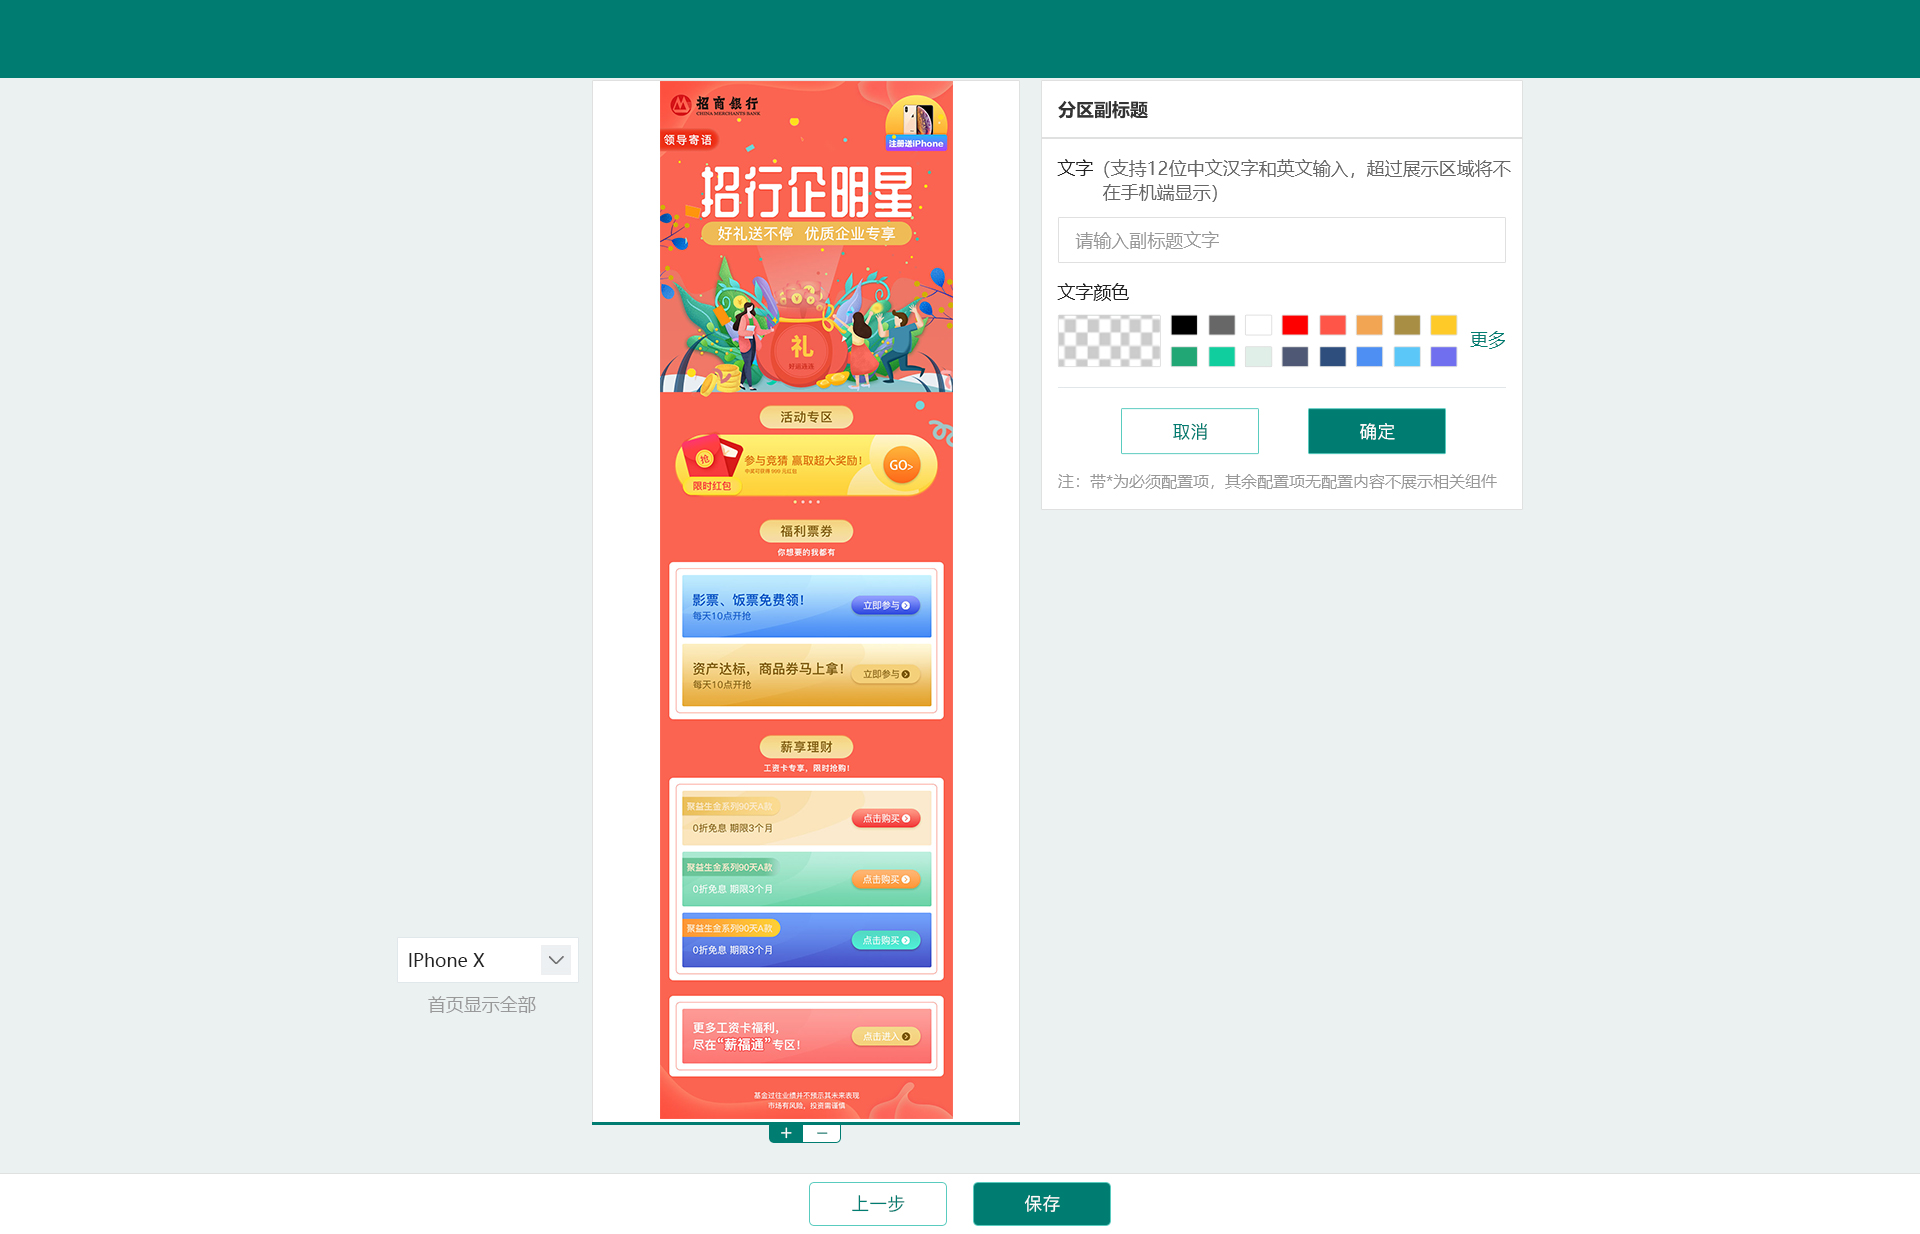 招商银行
CHINA MERCHANTS BANK
注册送iPhone
领导寄语
招行企明星
好礼送不停 优质企业专享
礼
好运连连
活动专区
抢
参与竞猜 赢取超大奖励！
GO>
限时红包
福利票券
你想要的我都有
影票、饭票免费领！
每天10点开抢
立即参与
资产达标，商品券马上拿！
每天10点开抢
立即参与
薪享理财
工资卡专享，限时抢购！
聚益生金系列90天A款
0折免息 期限3个月
点击购买
聚益生金系列90天A款
0折免息 期限3个月
点击购买
聚益生金系列90天A款
0折免息 期限3个月
点击购买
更多工资卡福利，
尽在“薪福通”专区！
点击进入
基金过往业绩并不预示其未来表现
市场有风险，投资需谨慎
+ −
IPhone X
首页显示全部
分区副标题
文字（支持12位中文汉字和英文输入，超过展示区域将不
在手机端显示）
请输入副标题文字
文字颜色
更多
取消 确定
注：带*为必须配置项，其余配置项无配置内容不展示相关组件
上一步 保存